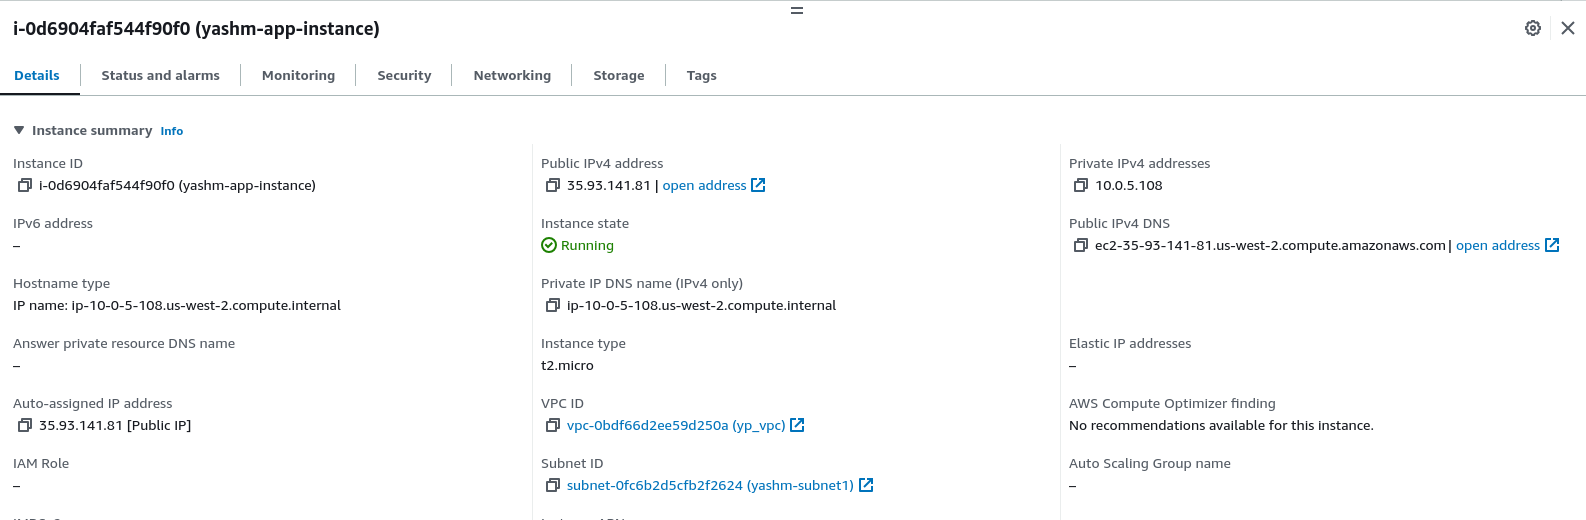 i-0d6904faf544f90f0 (yashm-app-instance)
Details
Status and alarms
Monitoring
Security
Networking
Storage
Tags
Instance summary Info
Instance ID
i-0d6904faf544f90f0 (yashm-app-instance)
Public IPv4 address
35.93.141.81 | open address
Private IPv4 addresses
10.0.5.108
IPv6 address
–
Instance state
Running
Public IPv4 DNS
ec2-35-93-141-81.us-west-2.compute.amazonaws.com | open address
Hostname type
IP name: ip-10-0-5-108.us-west-2.compute.internal
Private IP DNS name (IPv4 only)
ip-10-0-5-108.us-west-2.compute.internal
Answer private resource DNS name
–
Instance type
t2.micro
Elastic IP addresses
–
Auto-assigned IP address
35.93.141.81 [Public IP]
VPC ID
vpc-0bdf66d2ee59d250a (yp_vpc)
AWS Compute Optimizer finding
No recommendations available for this instance.
IAM Role
–
Subnet ID
subnet-0fc6b2d5cfb2f2624 (yashm-subnet1)
Auto Scaling Group name
–